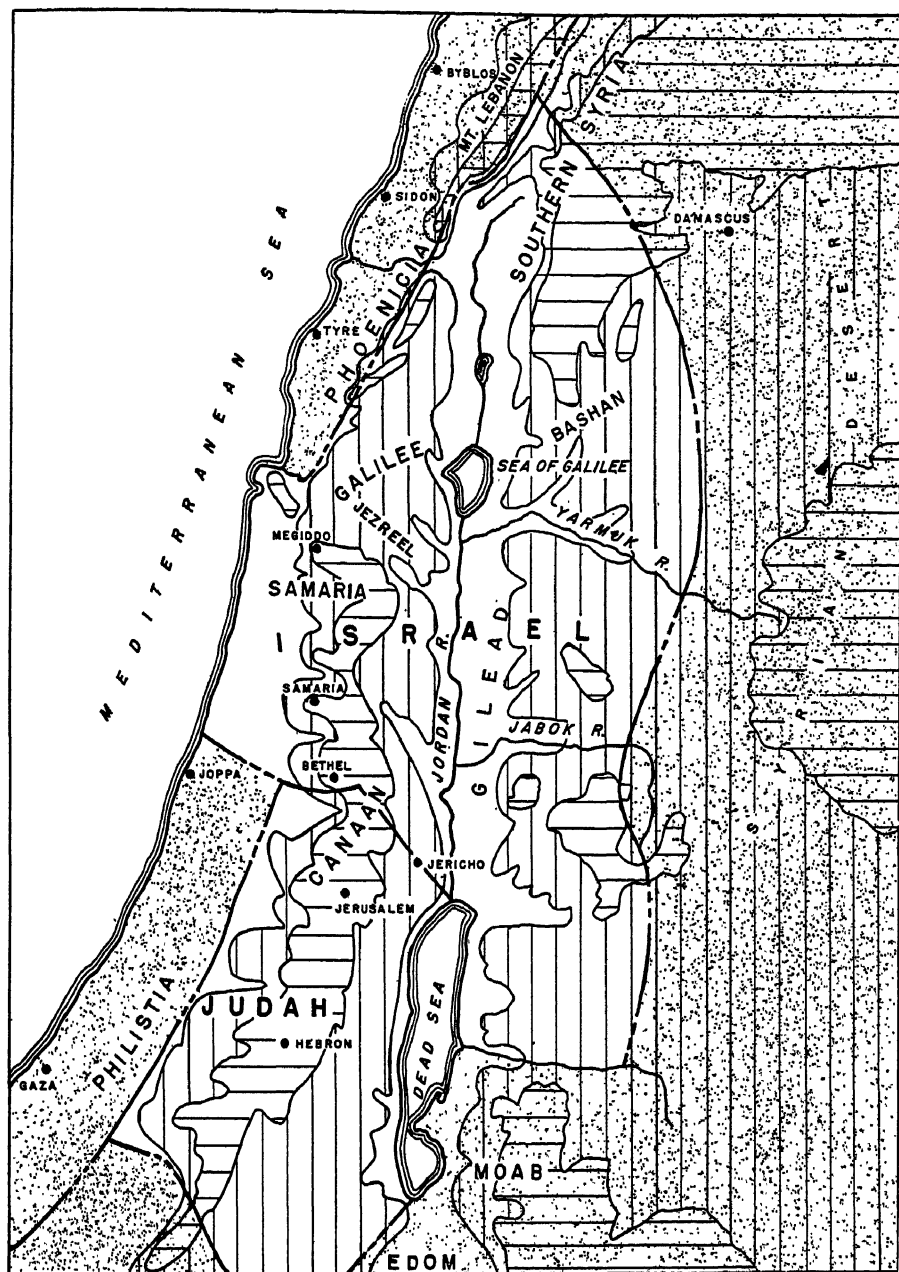 BYBLOS
MT. LEBANON
SYRIA
SOUTHERN
SIDON
DAMASCUS
PHOENICIA
TYRE
MEDITERRANEAN SEA
SYRIAN DESERT
BASHAN
GALILEE
SEA OF GALILEE
JEZREEL
YARMUK R.
MEGIDDO
SAMARIA
ISRAEL
GILEAD
JORDAN R.
SAMARIA
JABOK R.
JOPPA
BETHEL
CANAAN
JERICHO
JERUSALEM
PHILISTIA
JUDAH
HEBRON
DEAD SEA
GAZA
MOAB
EDOM